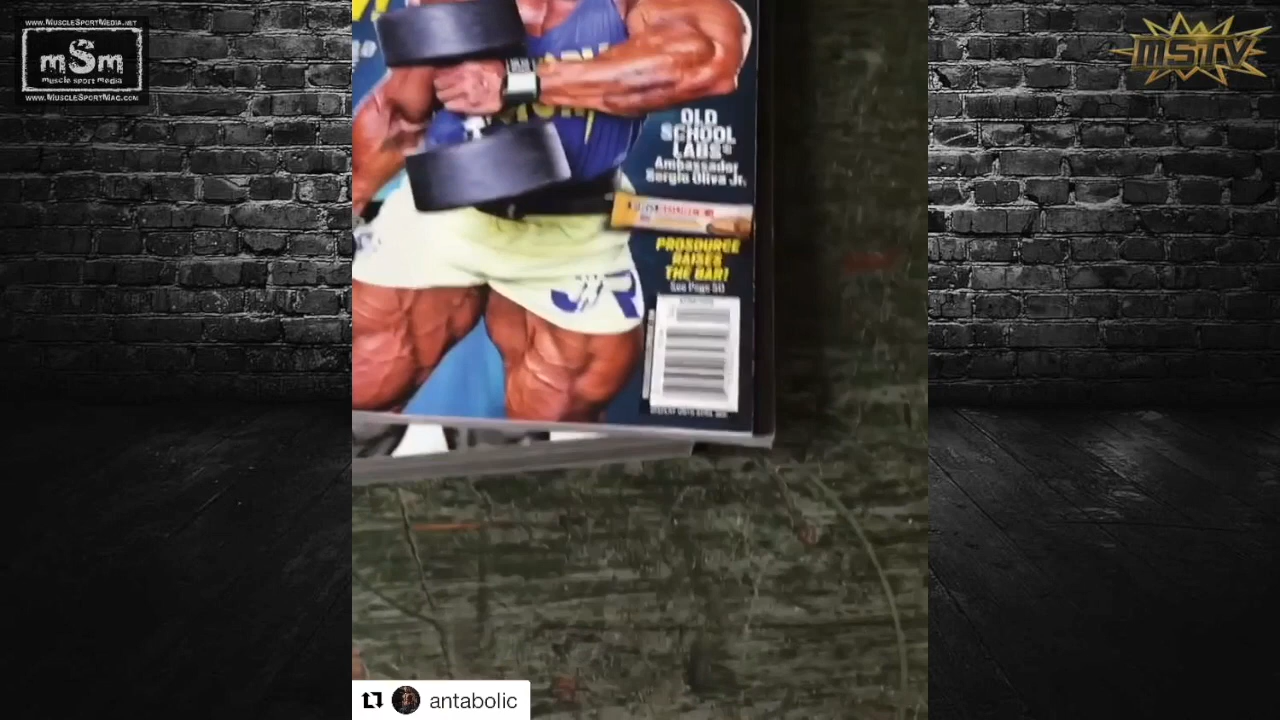 www.MuscleSportMedia.net
mSm
muscle sport media
www.MuscleSportMag.com
MSTV
OLD
SCHOOL
LABS®
Ambassador
Sergio Oliva Jr.
PROSOURCE
RAISES
THE BAR!
See Page 50
antabolic